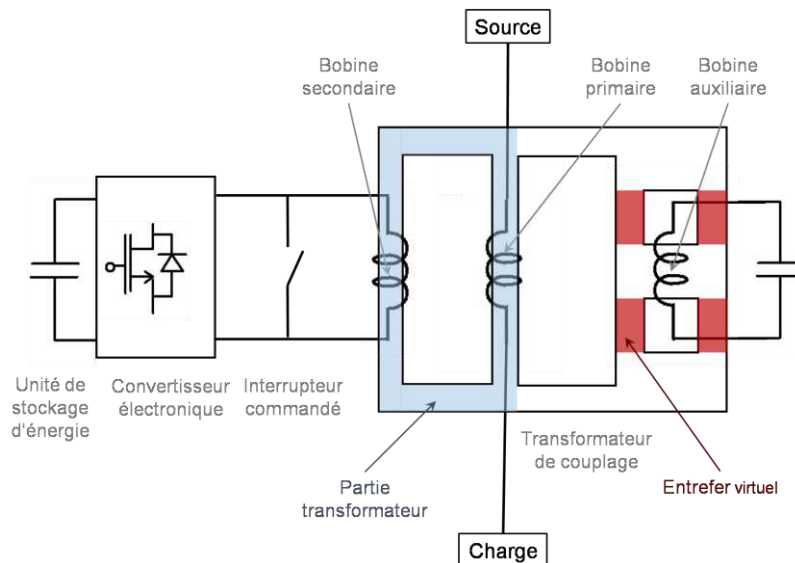 Source
Bobine
secondaire
Bobine
primaire
Bobine
auxiliaire
Unité de
stockage
d'énergie
Convertisseur
électronique
Interrupteur
commandé
Transformateur
de couplage
Partie
transformateur
Entrefer virtuel
Charge